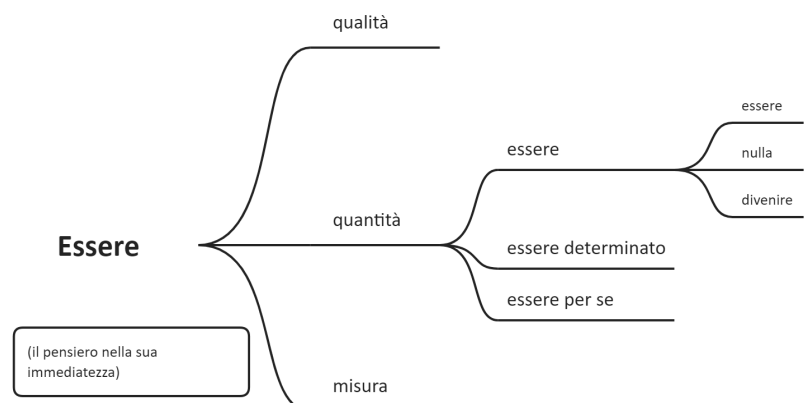 qualità
essere
essere
nulla
divenire
quantità
Essere
essere determinato
essere per se
(il pensiero nella sua
immediatezza)
misura